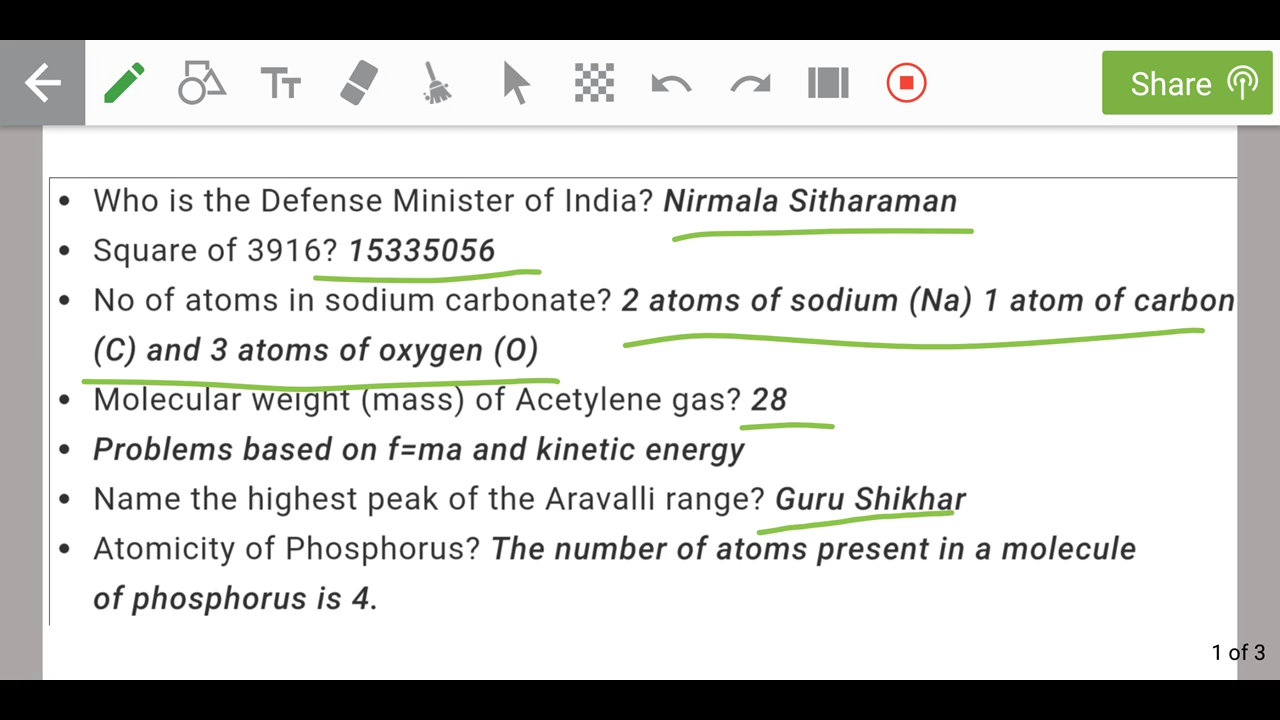 TT
Share
• Who is the Defense Minister of India? Nirmala Sitharaman
• Square of 3916? 15335056
• No of atoms in sodium carbonate? 2 atoms of sodium (Na) 1 atom of carbon
(C) and 3 atoms of oxygen (O)
• Molecular weight (mass) of Acetylene gas? 28
• Problems based on f=ma and kinetic energy
• Name the highest peak of the Aravalli range? Guru Shikhar
• Atomicity of Phosphorus? The number of atoms present in a molecule
of phosphorus is 4.
1 of 3